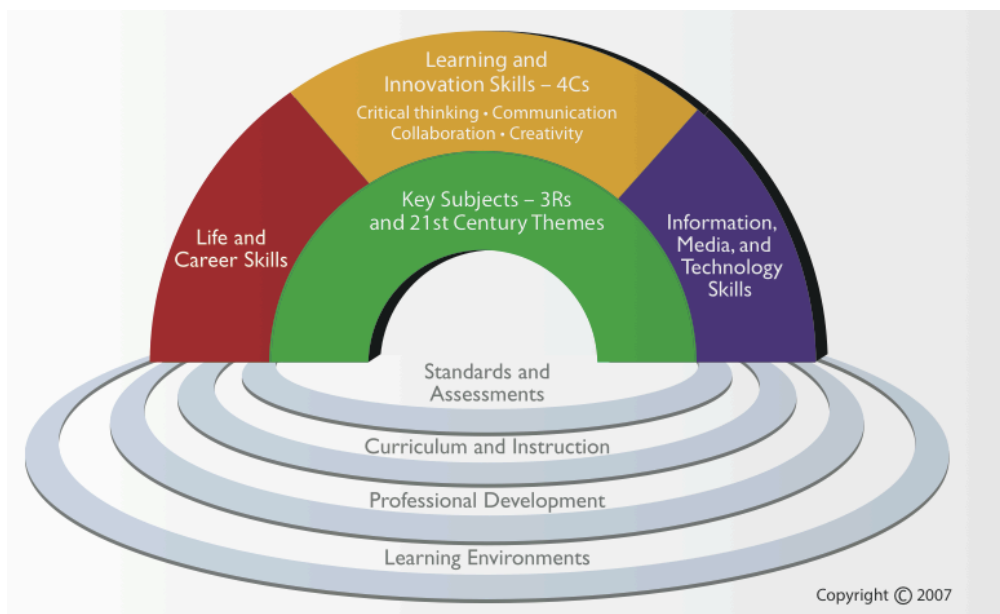 Learning and
Innovation Skills – 4Cs
Critical thinking • Communication
Collaboration • Creativity
Key Subjects – 3Rs
and 21st Century Themes
Life and
Career Skills
Information,
Media, and
Technology
Skills
Standards and
Assessments
Curriculum and Instruction
Professional Development
Learning Environments
Copyright © 2007